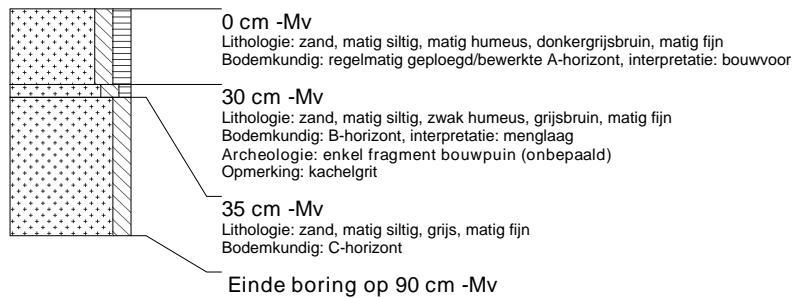 0 cm -Mv
Lithologie: zand, matig siltig, matig humeus, donkergrijsbruin, matig fijn
Bodemkundig: regelmatig geploegd/bewerkte A-horizont, interpretatie: bouwvoor
30 cm -Mv
Lithologie: zand, matig siltig, zwak humeus, grijsbruin, matig fijn
Bodemkundig: B-horizont, interpretatie: menglaag
Archeologie: enkel fragment bouwpuin (onbepaald)
Opmerking: kachelgrit
35 cm -Mv
Lithologie: zand, matig siltig, grijs, matig fijn
Bodemkundig: C-horizont
Einde boring op 90 cm -Mv